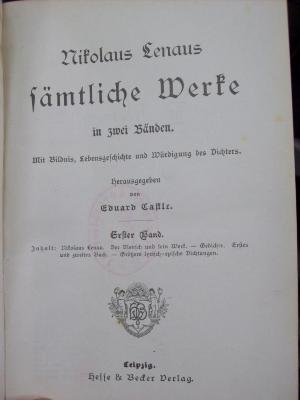 Nikolaus Lenaus
sämtliche Werke
in zwei Bänden.
Mit Bildnis, Lebensgeschichte und Würdigung des Dichters.
Herausgegeben
von
Eduard Castle.
Erster Band.
Inhalt: Nikolaus Lenau. Der Mensch und sein Werk. — Gedichte. Erstes
und zweites Buch. — Größere lyrisch-epische Dichtungen.
Leipzig.
Hesse & Becker Verlag.